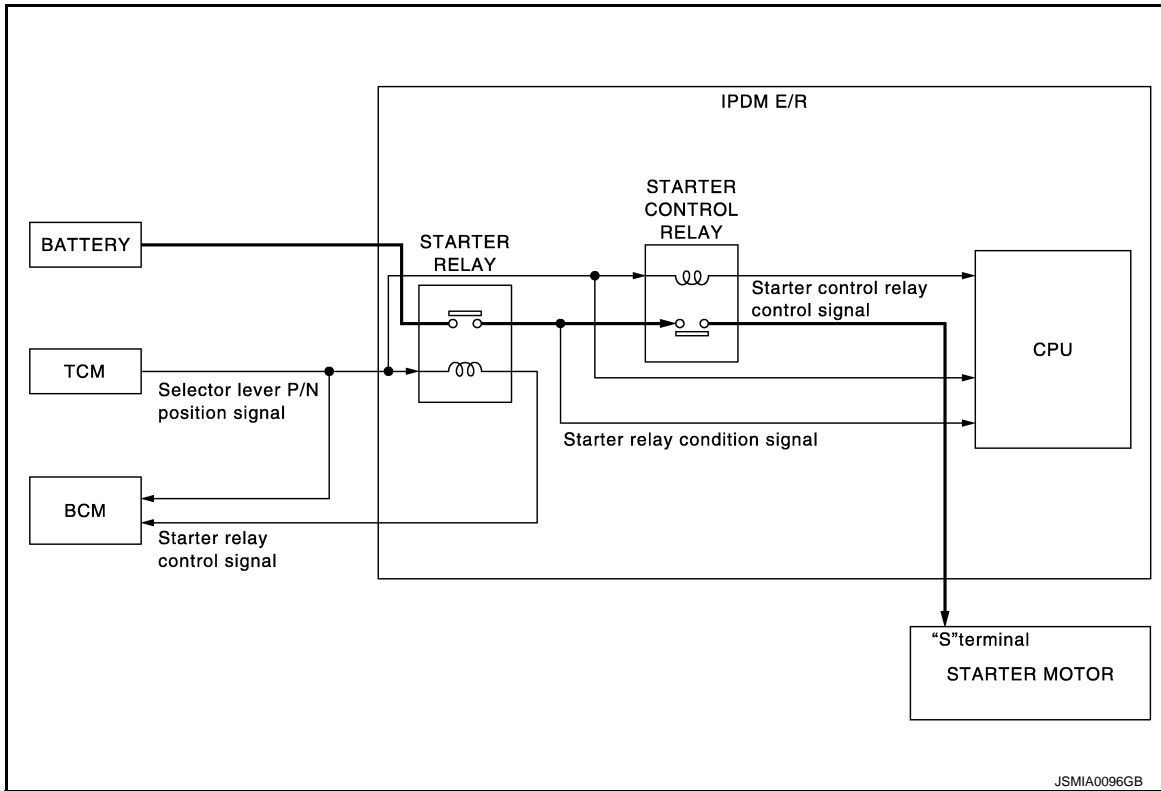 IPDM E/R
STARTER
CONTROL
RELAY
STARTER
RELAY
BATTERY
Starter control relay
control signal
CPU
TCM
Selector lever P/N
position signal
Starter relay condition signal
BCM
Starter relay
control signal
“S”terminal
STARTER MOTOR
JSMIA0096GB